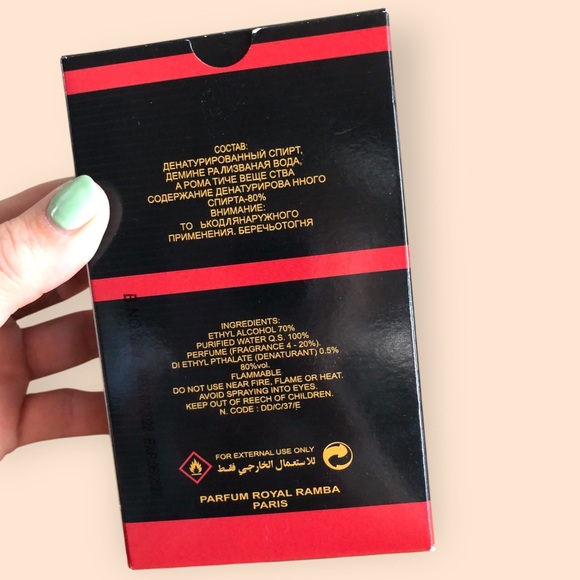 СОСТАВ:
ДЕНАТУРИРОВАННЫЙ СПИРТ,
ДЕМИНЕ РА ЛИЗВАНАЯ ВОДА,
А РОМА ТИЧЕ ВЕЩЕ СТВА
СОДЕРЖАНИЕ ДЕНАТУРИРОВА ННОГО
СПИРТА-80%
ВНИМАНИЕ:
ТО ЬКОДЛЯНАРУЖНОГО
ПРИМЕНЕНИЯ. БЕРЕЧЬОТОГНЯ
INGREDIENTS:
ETHYL ALCOHOL 70%
PURIFIED WATER Q.S. 100%
PERFUME (FRAGRANCE 4 - 20%).
DI ETHYL PTHALATE (DENATURANT) 0.5%
80%vol.
FLAMMABLE
DO NOT USE NEAR FIRE, FLAME OR HEAT.
AVOID SPRAYING INTO EYES.
KEEP OUT OF REECH OF CHILDREN.
N. CODE : DD/C/37/E
FOR EXTERNAL USE ONLY
للاستعمال الخارجي فقط
PARFUM ROYAL RAMBA
PARIS